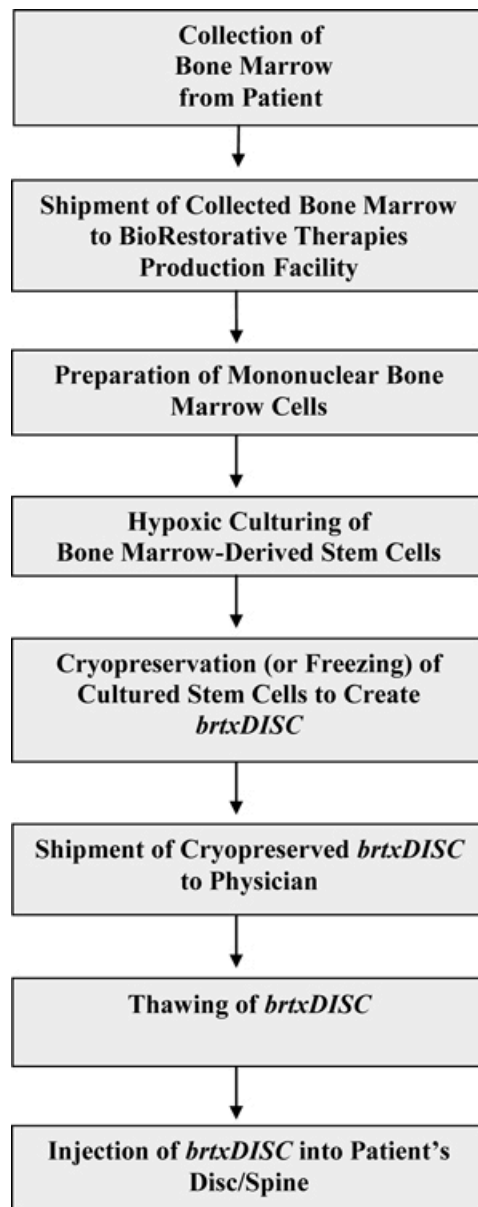 Collection of
Bone Marrow
from Patient
Shipment of Collected Bone Marrow
to BioRestorative Therapies
Production Facility
Preparation of Mononuclear Bone
Marrow Cells
Hypoxic Culturing of
Bone Marrow-Derived Stem Cells
Cryopreservation (or Freezing) of
Cultured Stem Cells to Create
brtxDISC
Shipment of Cryopreserved brtxDISC
to Physician
Thawing of brtxDISC
Injection of brtxDISC into Patient’s
Disc/Spine